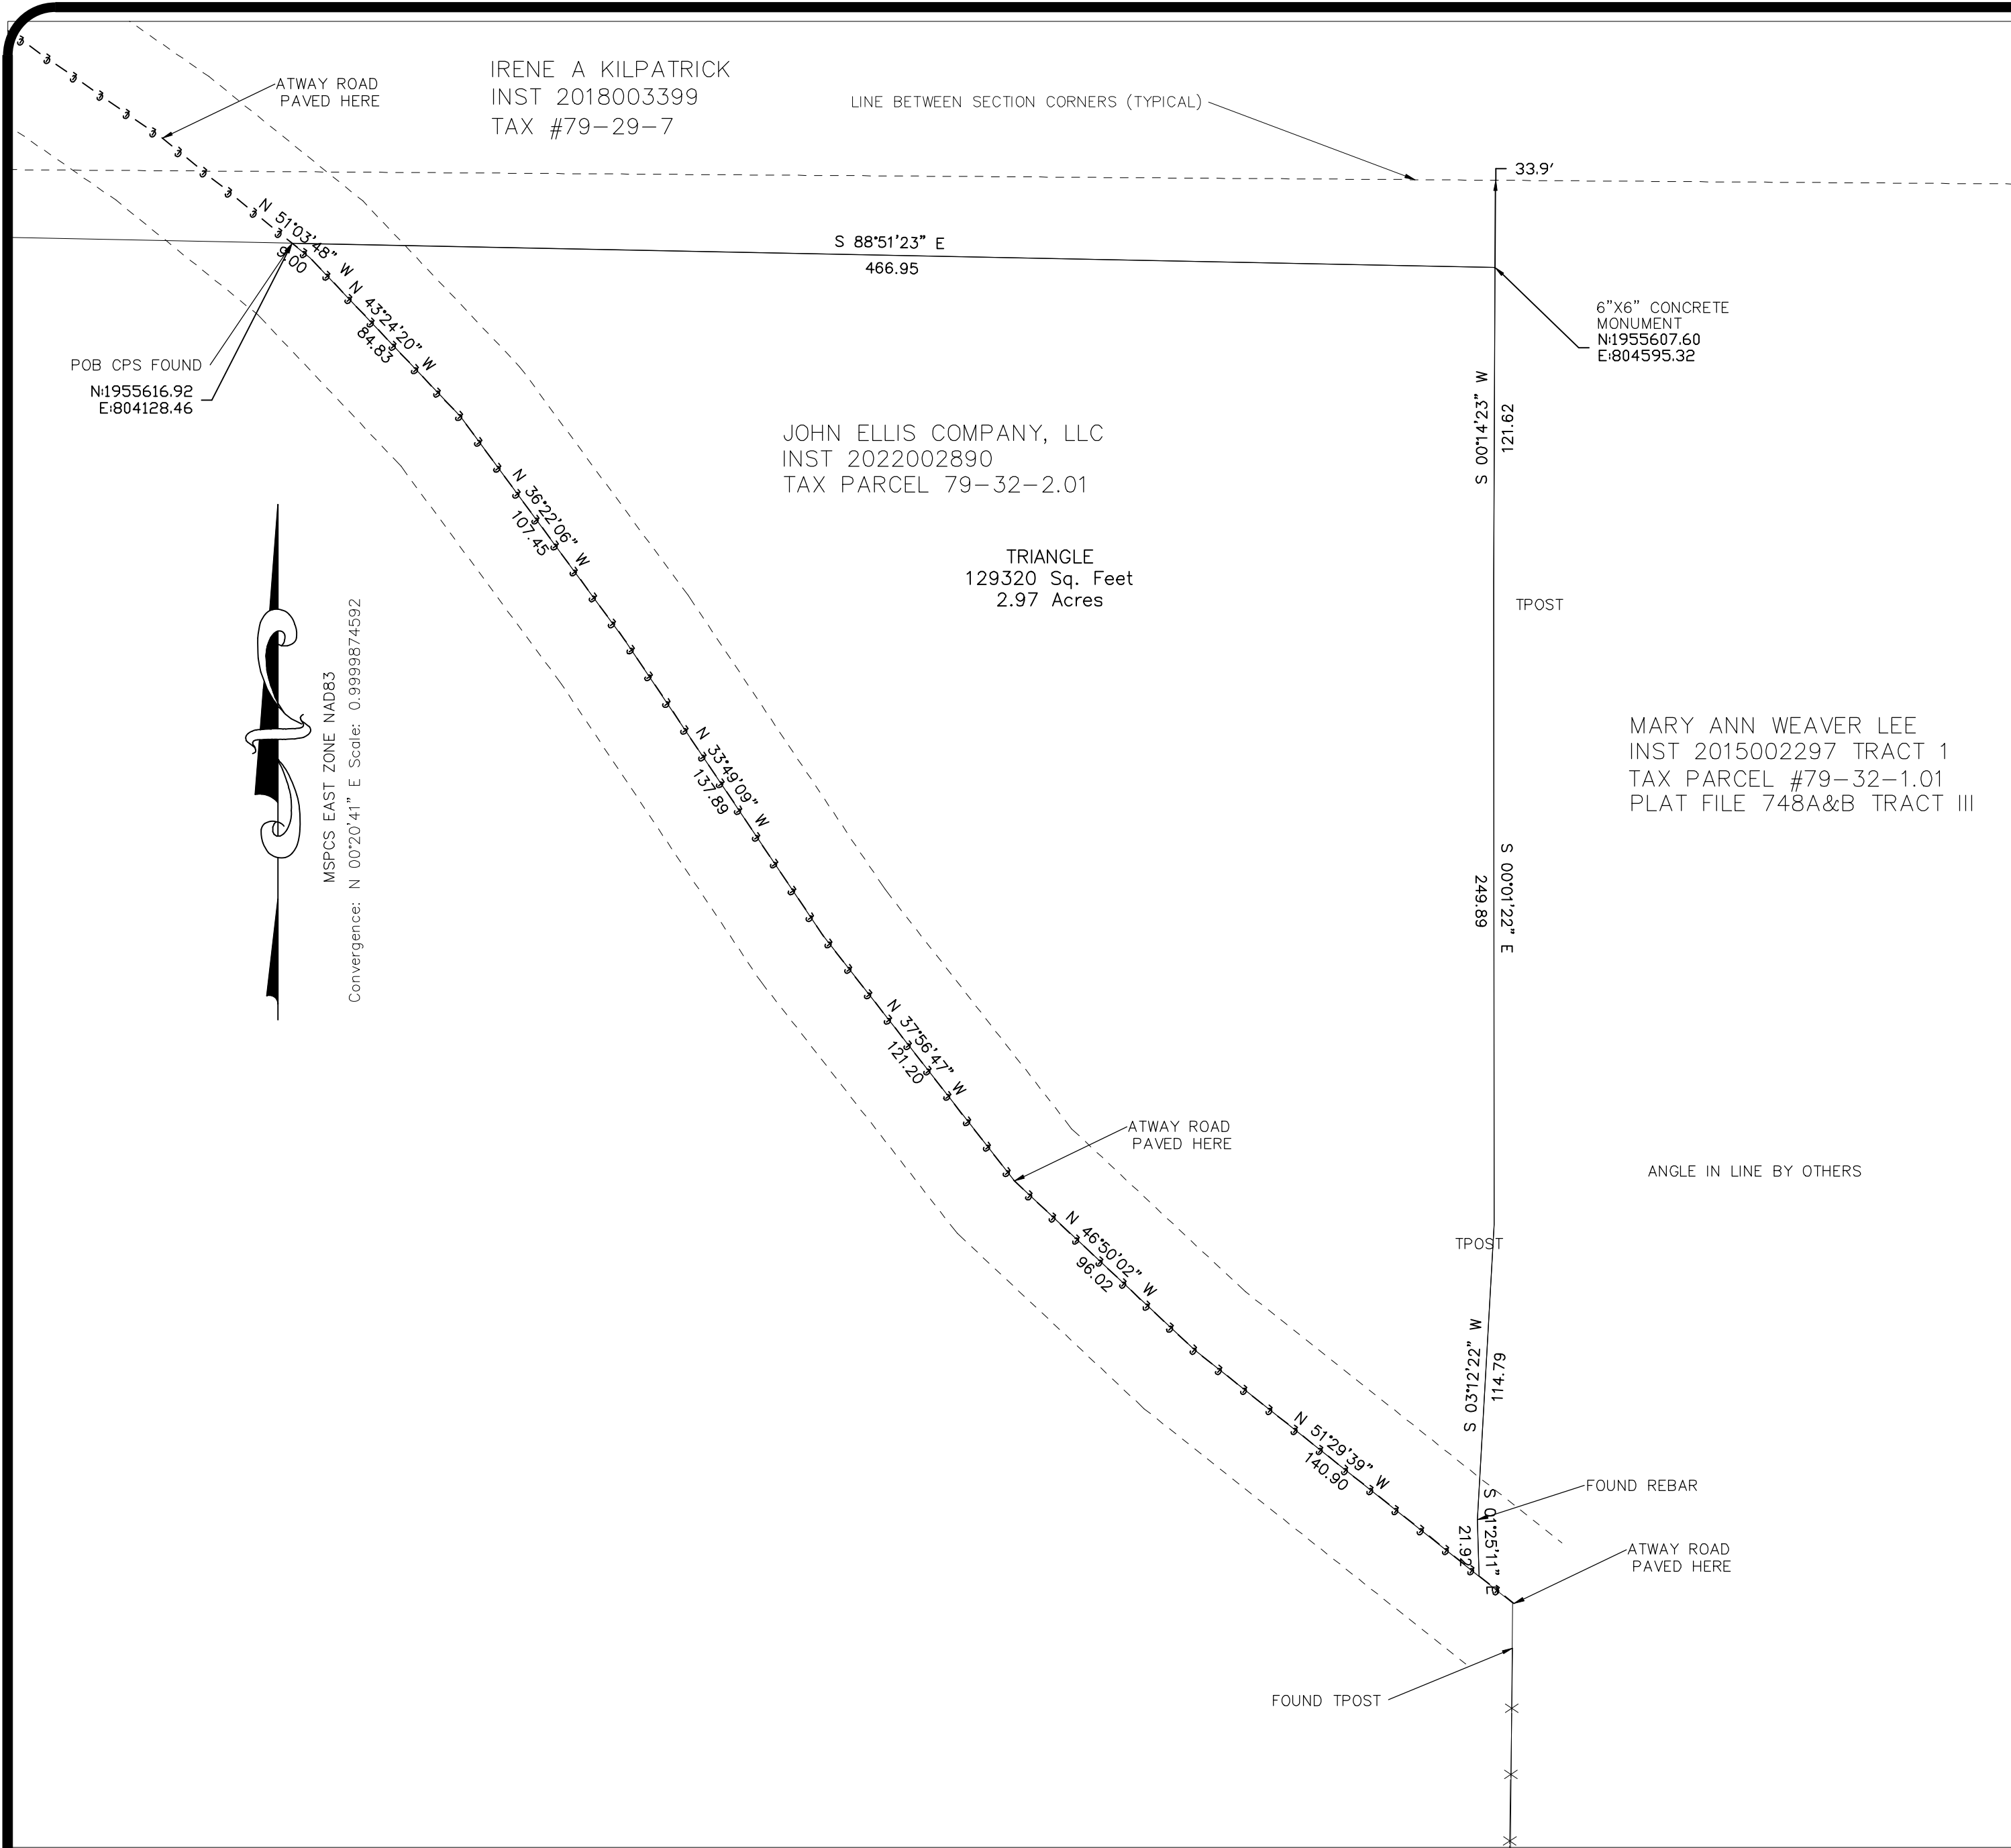 ATWAY ROAD
PAVED HERE
IRENE A KILPATRICK
INST 2018003399
TAX #79-29-7
LINE BETWEEN SECTION CORNERS (TYPICAL)
33.9'
N 51°03'48" W
9.00
S 88°51'23" E
466.95
6"X6" CONCRETE
MONUMENT
N:1955607.60
E:804595.32
N 43°24'20" W
84.83
POB CPS FOUND
N:1955616.92
E:804128.46
S 00°14'23" W
121.62
JOHN ELLIS COMPANY, LLC
INST 2022002890
TAX PARCEL 79-32-2.01
N 36°22'06" W
107.45
TRIANGLE
129320 Sq. Feet
2.97 Acres
TPOST
MSPCS EAST ZONE NAD83
Convergence: N 00°20'41" E Scale: 0.9999874592
N 33°49'09" W
137.89
MARY ANN WEAVER LEE
INST 2015002297 TRACT 1
TAX PARCEL #79-32-1.01
PLAT FILE 748A&B TRACT III
S 00°01'22" E
249.89
N 37°56'47" W
121.20
ATWAY ROAD
PAVED HERE
ANGLE IN LINE BY OTHERS
N 46°50'02" W
96.02
TPOST
S 03°12'22" W
114.79
N 51°29'39" W
140.90
FOUND REBAR
S 01°25'11" E
21.92
ATWAY ROAD
PAVED HERE
FOUND TPOST